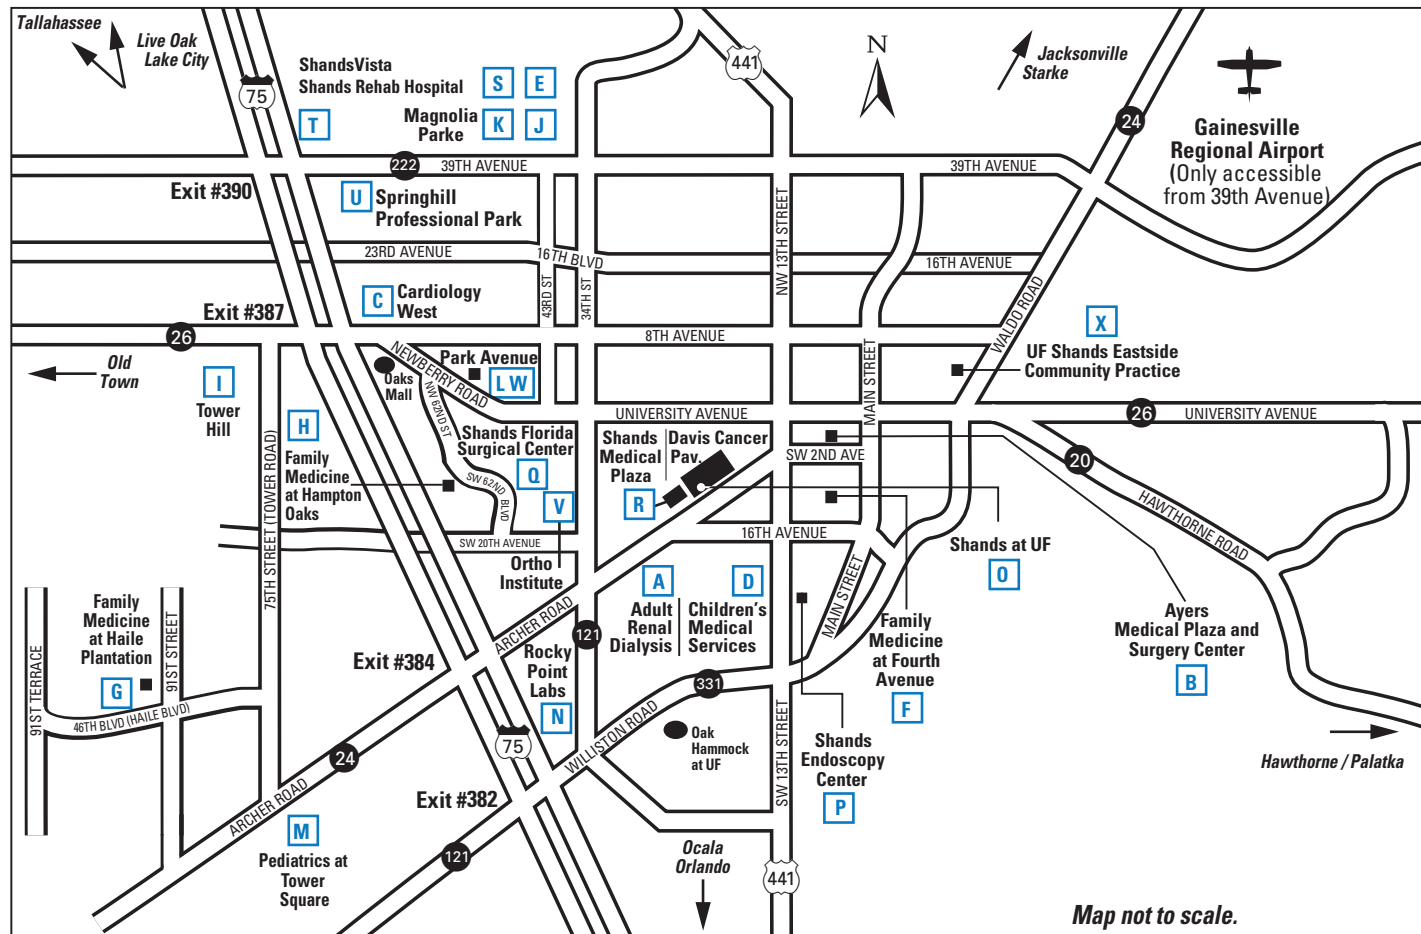 Tallahassee
Live Oak
Lake City
75
ShandsVista
Shands Rehab Hospital
S
E
Magnolia
Parke
K
J
T
441
N
Jacksonville
Starke
24
Gainesville
Regional Airport
(Only accessible
from 39th Avenue)
222
39TH AVENUE
39TH AVENUE
Exit #390
U
Springhill
Professional Park
NW 13TH STREET
23RD AVENUE
16TH BLVD
16TH AVENUE
43RD ST
34TH ST
C
Cardiology
West
Exit #387
26
8TH AVENUE
WALDO ROAD
X
UF Shands Eastside
Community Practice
Old
Town
I
Tower
Hill
Oaks
Mall
NEWBERRY ROAD
Park Avenue
L W
NW 62ND ST
MAIN STREET
UNIVERSITY AVENUE
26
UNIVERSITY AVENUE
H
Family
Medicine
at Hampton
Oaks
75TH STREET (TOWER ROAD)
Shands Florida
Surgical Center
Q
SW 62ND
BLVD
V
Ortho
Institute
Shands
Medical
Plaza
R
Davis Cancer
Pav.
SW 2ND AVE
20
HAWTHORNE ROAD
SW 20TH AVENUE
16TH AVENUE
Shands at UF
O
Family
Medicine
at Haile
Plantation
G
91ST TERRACE
91ST STREET
46TH BLVD (HAILE BLVD)
ARCHER ROAD
Exit #384
121
Rocky
Point
Labs
N
A
Adult
Renal
Dialysis
D
Children's
Medical
Services
MAIN STREET
Family
Medicine
at Fourth
Avenue
F
Ayers
Medical Plaza and
Surgery Center
B
331
WILLISTON ROAD
Oak
Hammock
at UF
75
SW 13TH STREET
Shands
Endoscopy
Center
P
Hawthorne / Palatka
24
ARCHER ROAD
Exit #382
M
Pediatrics at
Tower
Square
121
Ocala
Orlando
441
Map not to scale.